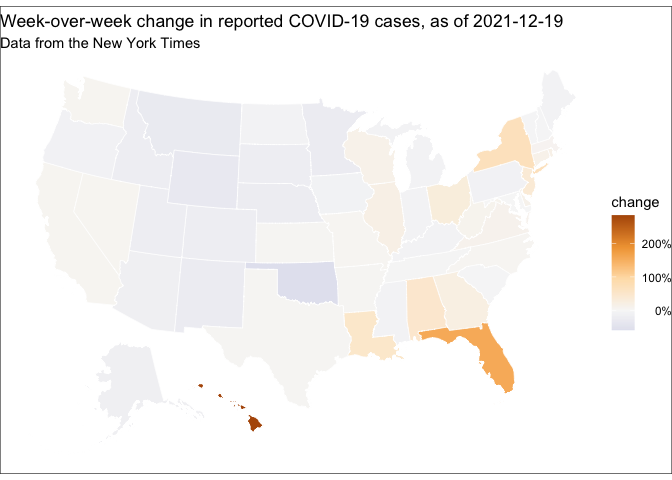 Week-over-week change in reported COVID-19 cases, as of 2021-12-19
Data from the New York Times
change
200%
100%
0%